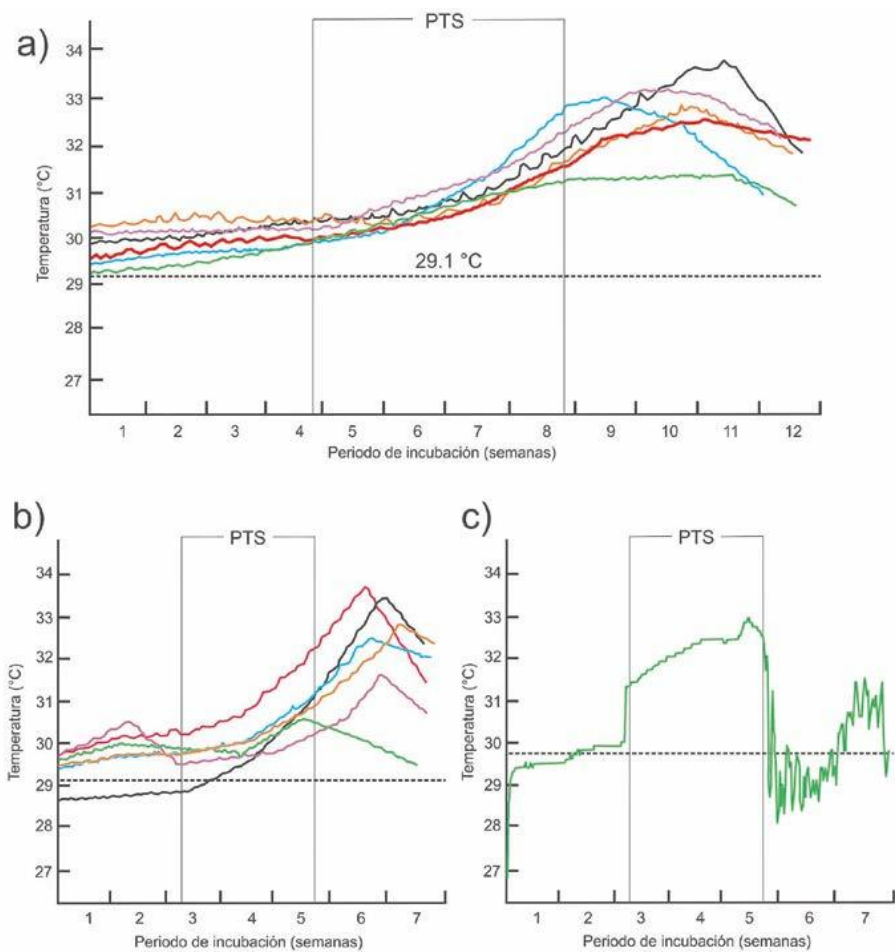 a)
PTS
34
33
32
31
30
29
28
27
29.1 °C
Temperatura (°C)
1 2 3 4 5 6 7 8 9 10 11 12
Periodo de incubación (semanas)
b)
PTS
34
33
32
31
30
29
28
27
Temperatura (°C)
1 2 3 4 5 6 7
Periodo de incubación (semanas)
c)
PTS
34
33
32
31
30
29
28
27
Temperatura (°C)
1 2 3 4 5 6 7
Periodo de incubación (semanas)